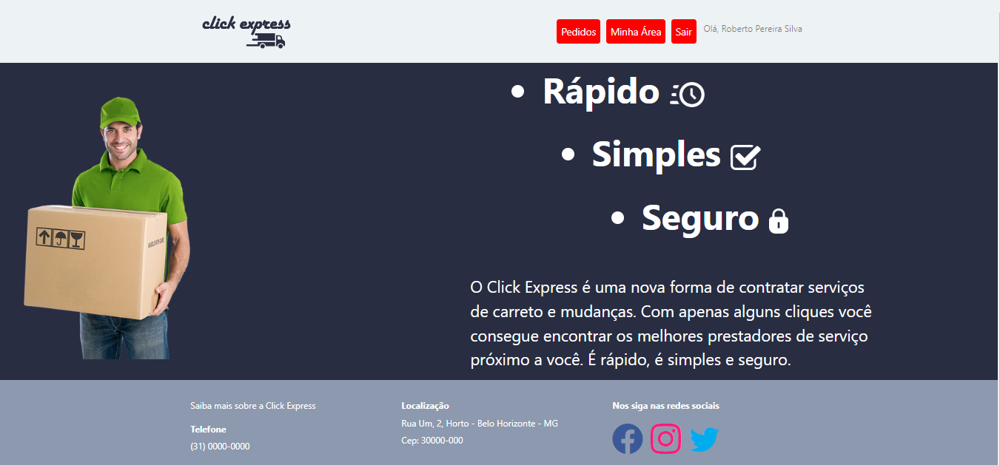 click express
Pedidos
Minha Área
Sair
Olá, Roberto Pereira Silva
Rápido
Simples
Seguro
O Click Express é uma nova forma de contratar serviços
de carreto e mudanças. Com apenas alguns cliques você
consegue encontrar os melhores prestadores de serviço
próximo a você. É rápido, é simples e seguro.
Saiba mais sobre a Click Express
Telefone
(31) 0000-0000
Localização
Rua Um, 2, Horto - Belo Horizonte - MG
Cep: 30000-000
Nos siga nas redes sociais